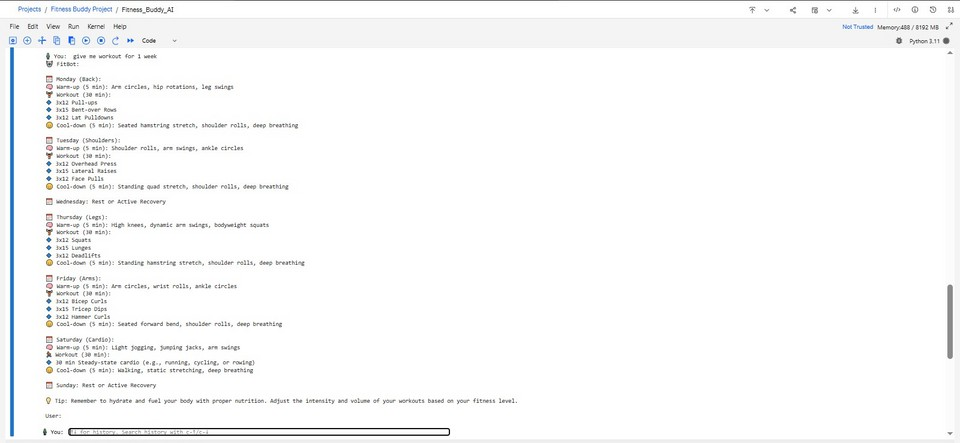 Projects / Fitness Buddy Project / Fitness_Buddy_AI
File Edit View Run Kernel Help
Not Trusted Memory: 488 / 8192 MB
Code
Python 3.11
You: give me workout for 1 week
FitBot:
Monday (Back):
Warm-up (5 min): Arm circles, hip rotations, leg swings
Workout (30 min):
3x12 Pull-ups
3x15 Bent-over Rows
3x12 Lat Pulldowns
Cool-down (5 min): Seated hamstring stretch, shoulder rolls, deep breathing
Tuesday (Shoulders):
Warm-up (5 min): Shoulder rolls, arm swings, ankle circles
Workout (30 min):
3x12 Overhead Press
3x15 Lateral Raises
3x12 Face Pulls
Cool-down (5 min): Standing quad stretch, shoulder rolls, deep breathing
Wednesday: Rest or Active Recovery
Thursday (Legs):
Warm-up (5 min): High knees, dynamic arm swings, bodyweight squats
Workout (30 min):
3x12 Squats
3x15 Lunges
3x12 Deadlifts
Cool-down (5 min): Standing hamstring stretch, shoulder rolls, deep breathing
Friday (Arms):
Warm-up (5 min): Arm circles, wrist rolls, ankle circles
Workout (30 min):
3x12 Bicep Curls
3x15 Tricep Dips
3x12 Hammer Curls
Cool-down (5 min): Seated forward bend, shoulder rolls, deep breathing
Saturday (Cardio):
Warm-up (5 min): Light jogging, jumping jacks, arm swings
Workout (30 min):
30 min Steady-state cardio (e.g., running, cycling, or rowing)
Cool-down (5 min): Walking, static stretching, deep breathing
Sunday: Rest or Active Recovery
Tip: Remember to hydrate and fuel your body with proper nutrition. Adjust the intensity and volume of your workouts based on your fitness level.
User:
You: ↑↓ for history. Search history with c-↑/c-↓